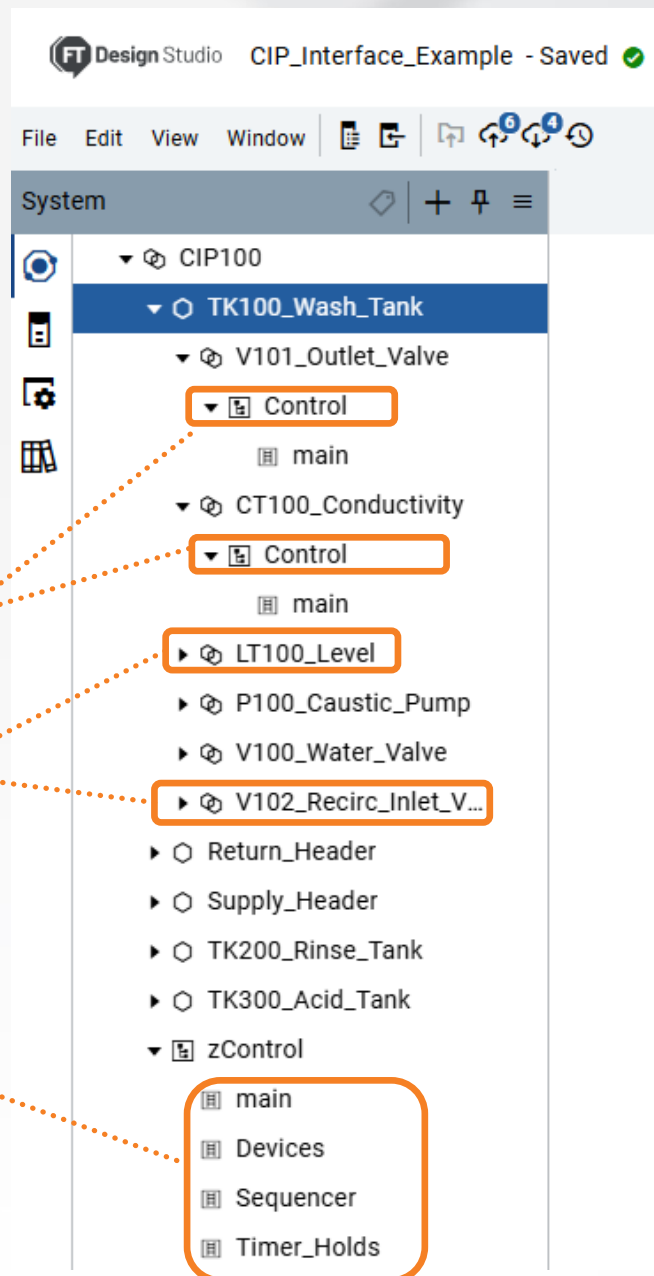 FT Design Studio CIP_Interface_Example - Saved
File Edit View Window 6 4
System
CIP100
TK100_Wash_Tank
V101_Outlet_Valve
Control
main
CT100_Conductivity
Control
main
LT100_Level
P100_Caustic_Pump
V100_Water_Valve
V102_Recirc_Inlet_V...
Return_Header
Supply_Header
TK200_Rinse_Tank
TK300_Acid_Tank
zControl
main
Devices
Sequencer
Timer_Holds